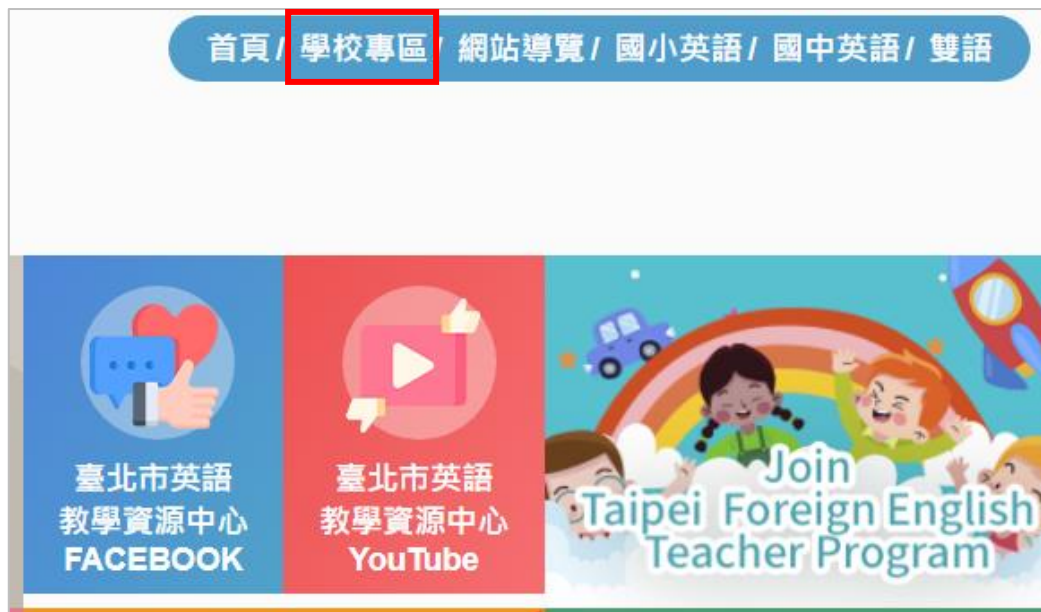 首頁/ 學校專區/ 網站導覽/ 國小英語/ 國中英語/ 雙語
臺北市英語
教學資源中心
FACEBOOK
臺北市英語
教學資源中心
YouTube
Join
Taipei Foreign English
Teacher Program